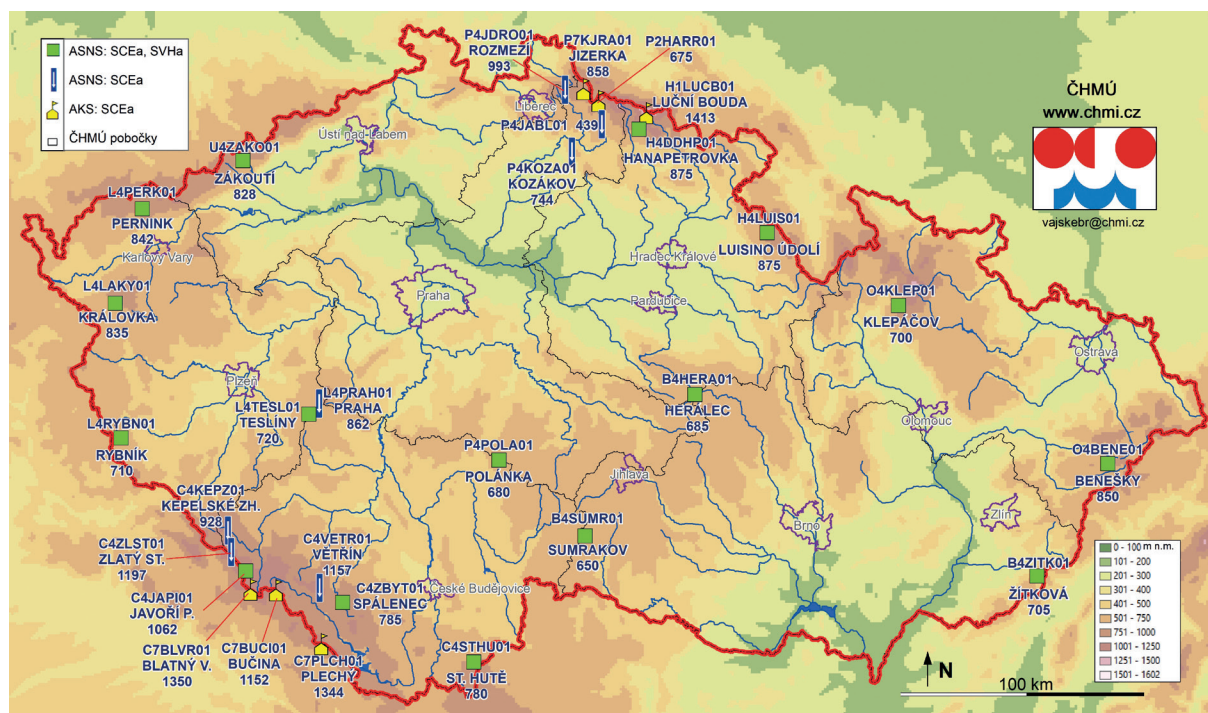 ASNS: SCEa, SVHa
ASNS: SCEa
AKS: SCEa
ČHMÚ pobočky
P4JDRO01
ROZMEZÍ
993
P7KJRA01
JIZERKA
858
P2HARR01
675
H1LUCB01
LUČNÍ BOUDA
1413
ČHMÚ
www.chmi.cz
vajskebr@chmi.cz
Liberec
P4JABL01 439
H4DDHP01
HANAPETROVKA
875
Ústí nad Labem
U4ZAKO01
ZÁKOUTÍ
828
P4KOZA01
KOZÁKOV
744
L4PERK01
PERNINK
842
Karlovy Vary
H4LUIS01
LUISINO ÚDOLÍ
875
Hradec Králové
L4LAKY01
KRÁLOVKA
835
Praha
Pardubice
O4KLEP01
KLEPÁČOV
700
Ostrava
Plzeň
L4PRAH01
PRAHA
862
L4TESL01
TESLÍNY
720
B4HERA01
HERALEC
685
Olomouc
L4RYBN01
RYBNÍK
710
P4POLA01
POLÁNKA
680
Jihlava
O4BENE01
BENEŠKY
850
C4KEPZ01
KEPELSKÉ ZH.
928
C4ZLST01
ZLATÝ ST.
1197
C4VETR01
VĚTŘÍN
1157
B4SUMR01
SUMRAKOV
650
Brno
Zlín
C4JAPI01
JAVOŘÍ P.
1062
C4ZBYT01
SPÁLENEC
785
České Budějovice
B4ZITK01
ŽÍTKOVÁ
705
C7BLVR01
BLATNÝ V.
1350
C7BUCI01
BUČINA
1152
C7PLCH01
PLECHÝ
1344
C4STHU01
ST. HUTĚ
780
0 - 100 m n.m.
101 - 200
201 - 300
301 - 400
401 - 500
501 - 750
751 - 1000
1001 - 1250
1251 - 1500
1501 - 1602
N
100 km